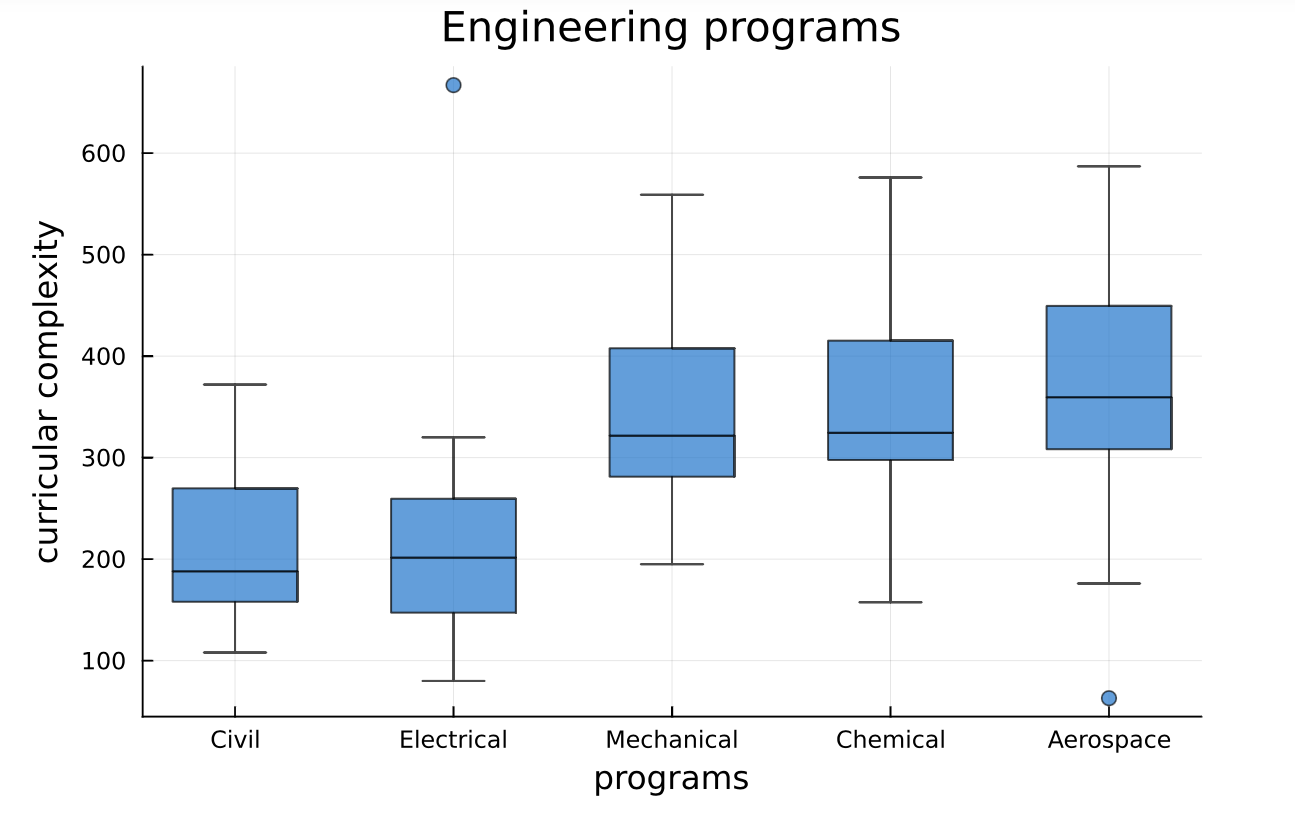 Engineering programs
600
500
400
300
200
100
curricular complexity
Civil Electrical Mechanical Chemical Aerospace
programs